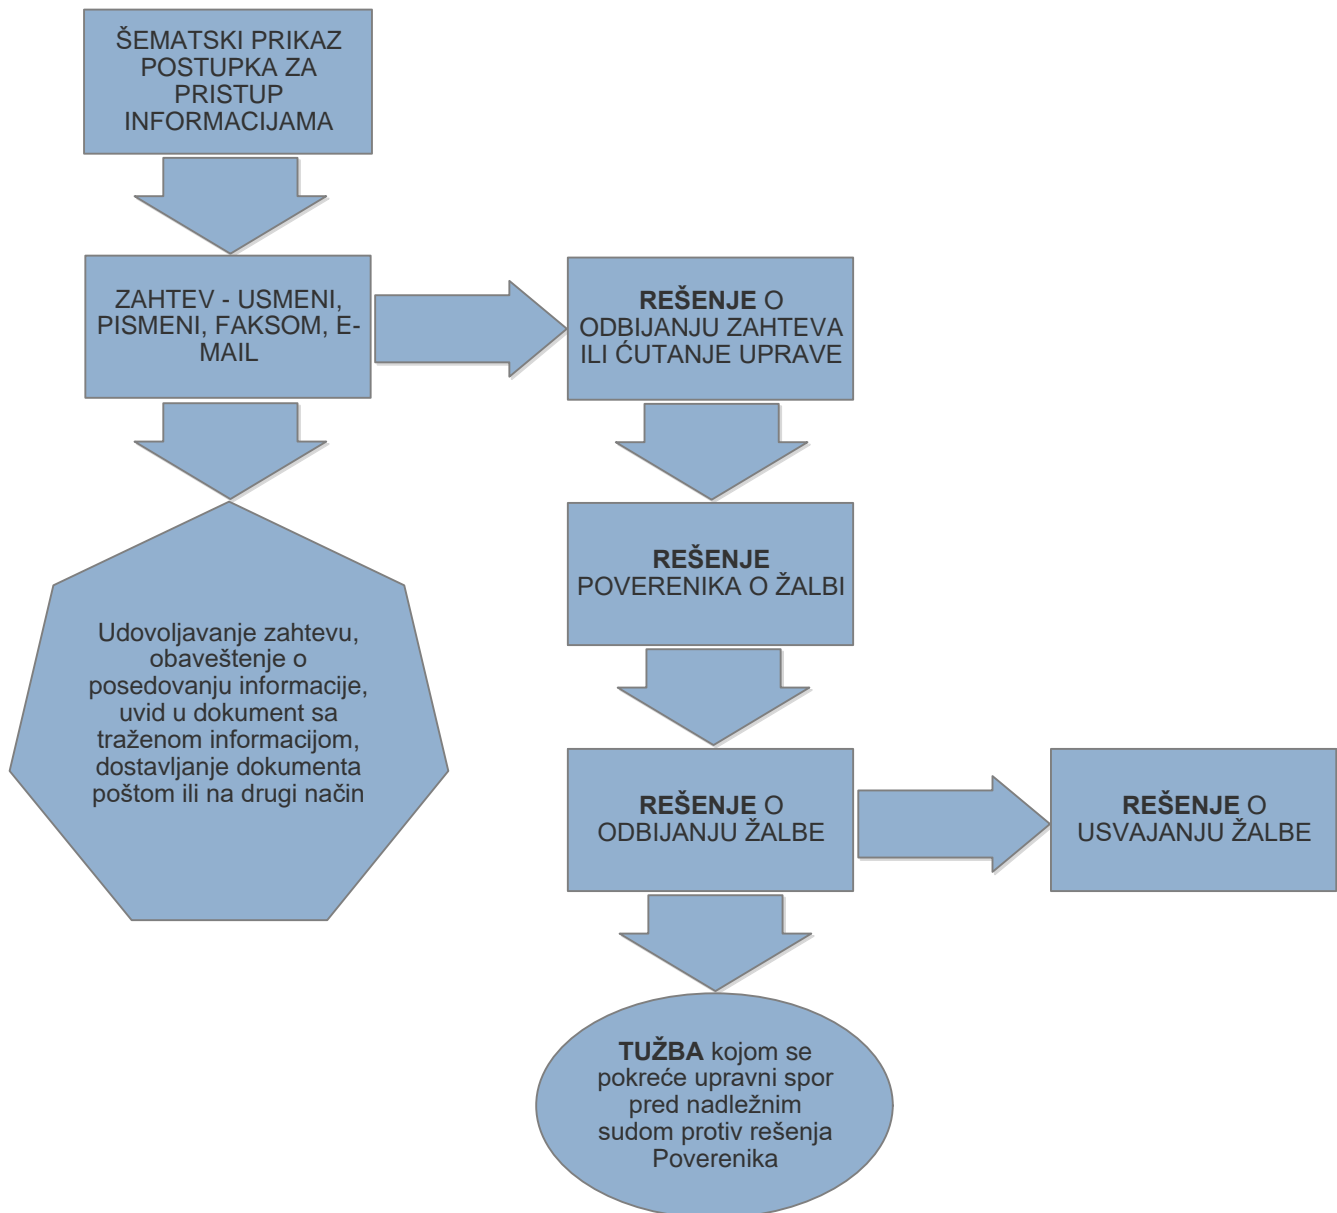 ŠEMATSKI PRIKAZ
POSTUPKA ZA
PRISTUP
INFORMACIJAMA
ZAHTEV - USMENI,
PISMENI, FAKSOM, E-
MAIL
REŠENJE O
ODBIJANJU ZAHTEVA
ILI ĆUTANJE UPRAVE
REŠENJE
POVERENIKA O ŽALBI
Udovoljavanje zahtevu,
obaveštenje o
posedovanju informacije,
uvid u dokument sa
traženom informacijom,
dostavljanje dokumenta
poštom ili na drugi način
REŠENJE O
ODBIJANJU ŽALBE
REŠENJE O
USVAJANJU ŽALBE
TUŽBA kojom se
pokreće upravni spor
pred nadležnim
sudom protiv rešenja
Poverenika